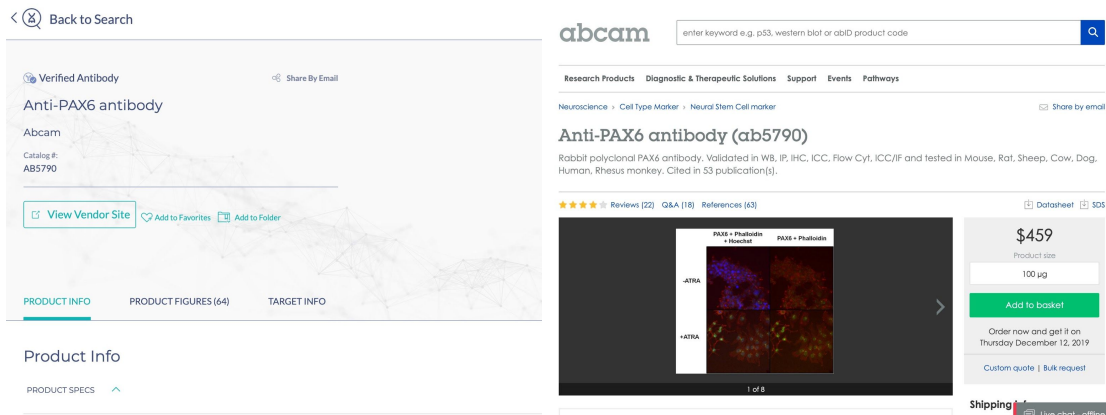 Back to Search
Verified Antibody
Share By Email
Anti-PAX6 antibody
Abcam
Catalog #:
AB5790
View Vendor Site
Add to Favorites
Add to Folder
PRODUCT INFO
PRODUCT FIGURES (64)
TARGET INFO
Product Info
PRODUCT SPECS
abcam
enter keyword e.g. p53, western blot or abID product code
Research Products Diagnostic & Therapeutic Solutions Support Events Pathways
Neuroscience › Cell Type Marker › Neural Stem Cell marker
Share by email
Anti-PAX6 antibody (ab5790)
Rabbit polyclonal PAX6 antibody. Validated in WB, IP, IHC, ICC, Flow Cyt, ICC/IF and tested in Mouse, Rat, Sheep, Cow, Dog,
Human, Rhesus monkey. Cited in 53 publication(s).
Reviews (22) Q&A (18) References (63)
Datasheet SDS
PAX6 + Phalloidin
+ Hoechst
PAX6 + Phalloidin
-ATRA
+ATRA
1 of 8
$459
Product size
100 µg
Add to basket
Order now and get it on
Thursday December 12, 2019
Custom quote | Bulk request
Shipping
Live chat - offline